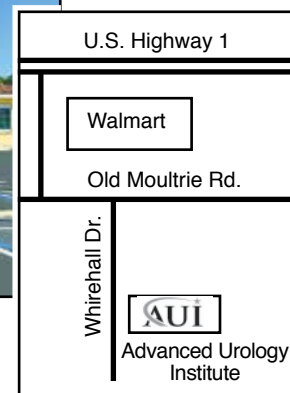 U.S. Highway 1
Walmart
Old Moultrie Rd.
Whirehall Dr.
AUI
Advanced Urology
Institute